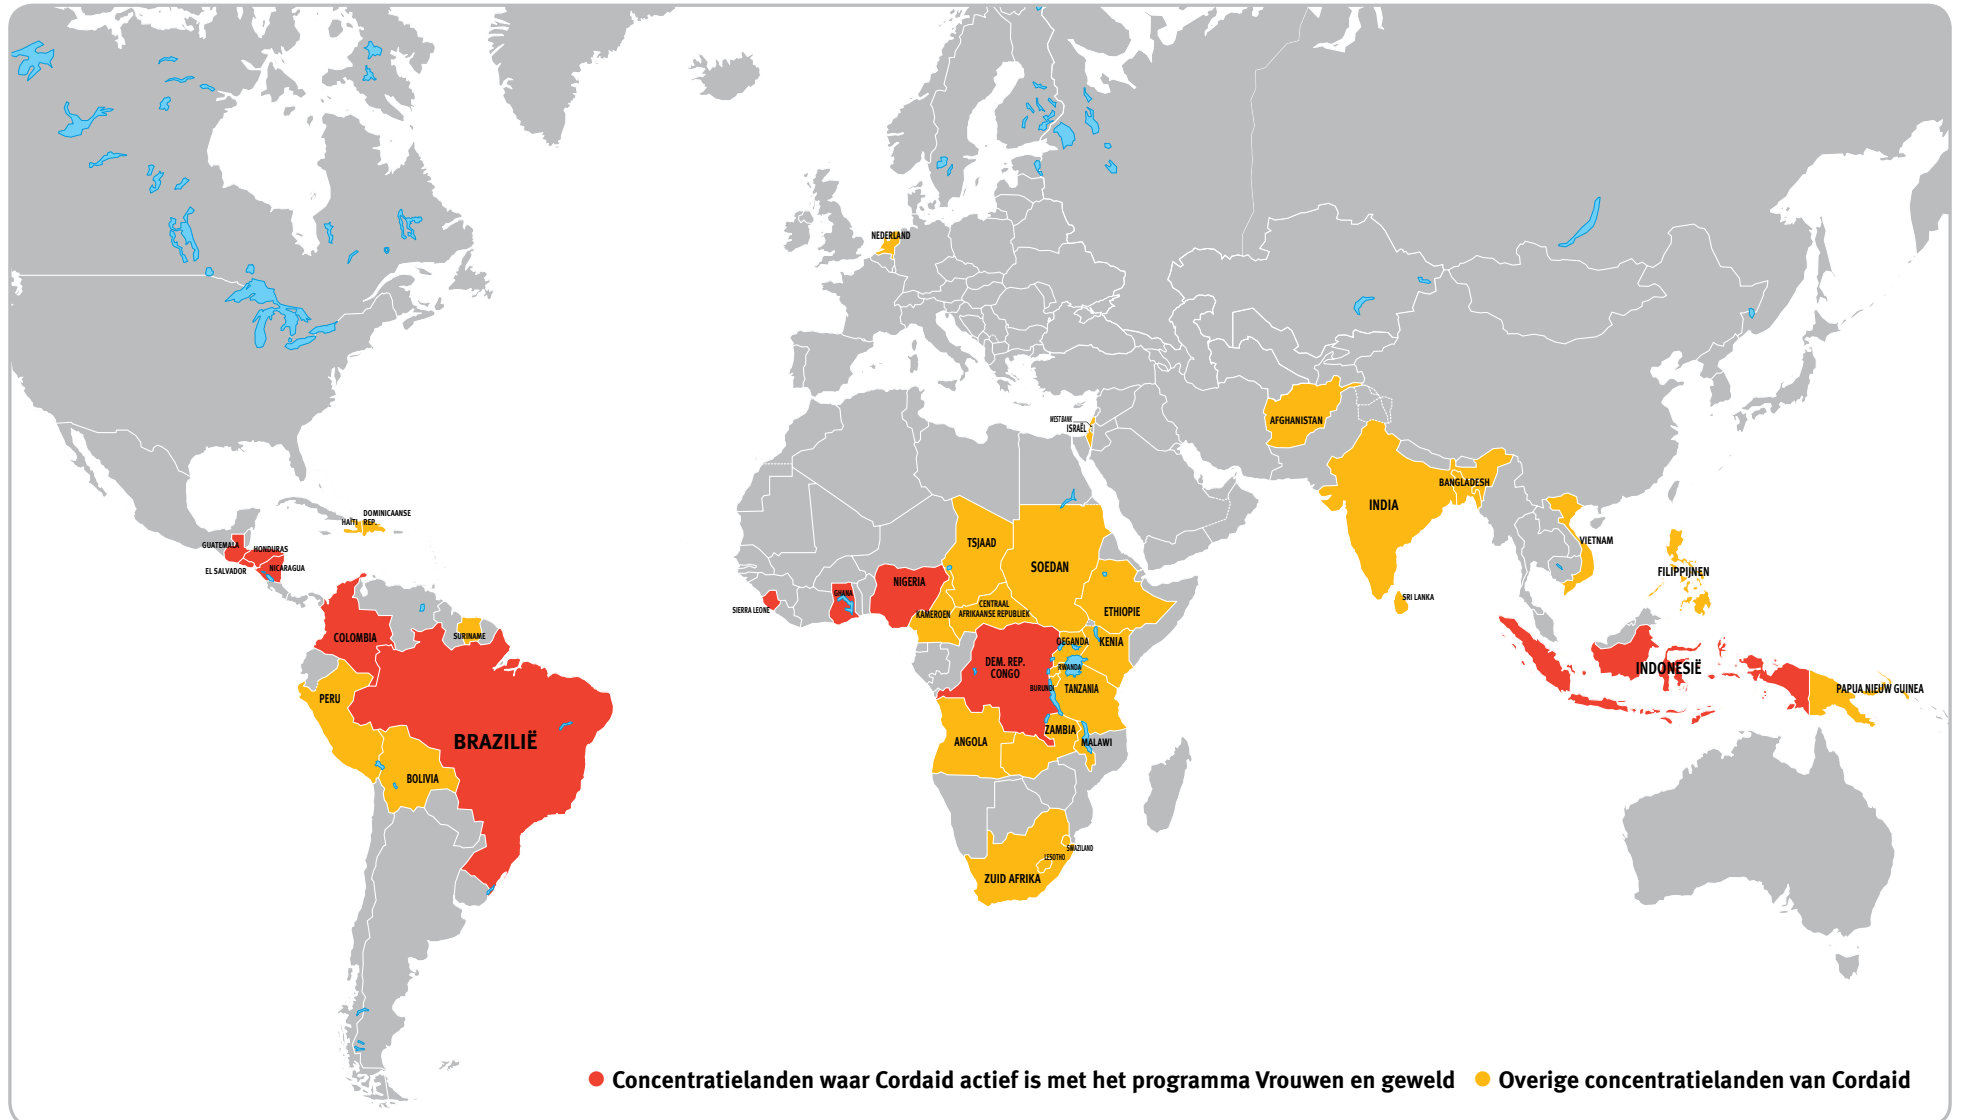 NEDERLAND
WESTBANK
ISRAËL
AFGHANISTAN
BANGLADESH
INDIA
DOMINICAANSE
HAÏTI REP.
GUATEMALA
HONDURAS
EL SALVADOR
NICARAGUA
VIETNAM
TSJAAD
SOEDAN
FILIPPIJNEN
NIGERIA
GHANA
SRI LANKA
SIERRA LEONE
CENTRAAL
AFRIKAANSE REPUBLIEK
KAMEROEN
ETHIOPIE
COLOMBIA
SURINAME
OEGANDA
KENIA
DEM. REP.
CONGO
RWANDA
INDONESIË
BURUNDI
TANZANIA
PAPUA NIEUW GUINEA
PERU
ZAMBIA
BRAZILIË
ANGOLA
MALAWI
BOLIVIA
SWAZILAND
LESOTHO
ZUID AFRIKA
Concentratielanden waar Cordaid actief is met het programma Vrouwen en geweld
Overige concentratielanden van Cordaid